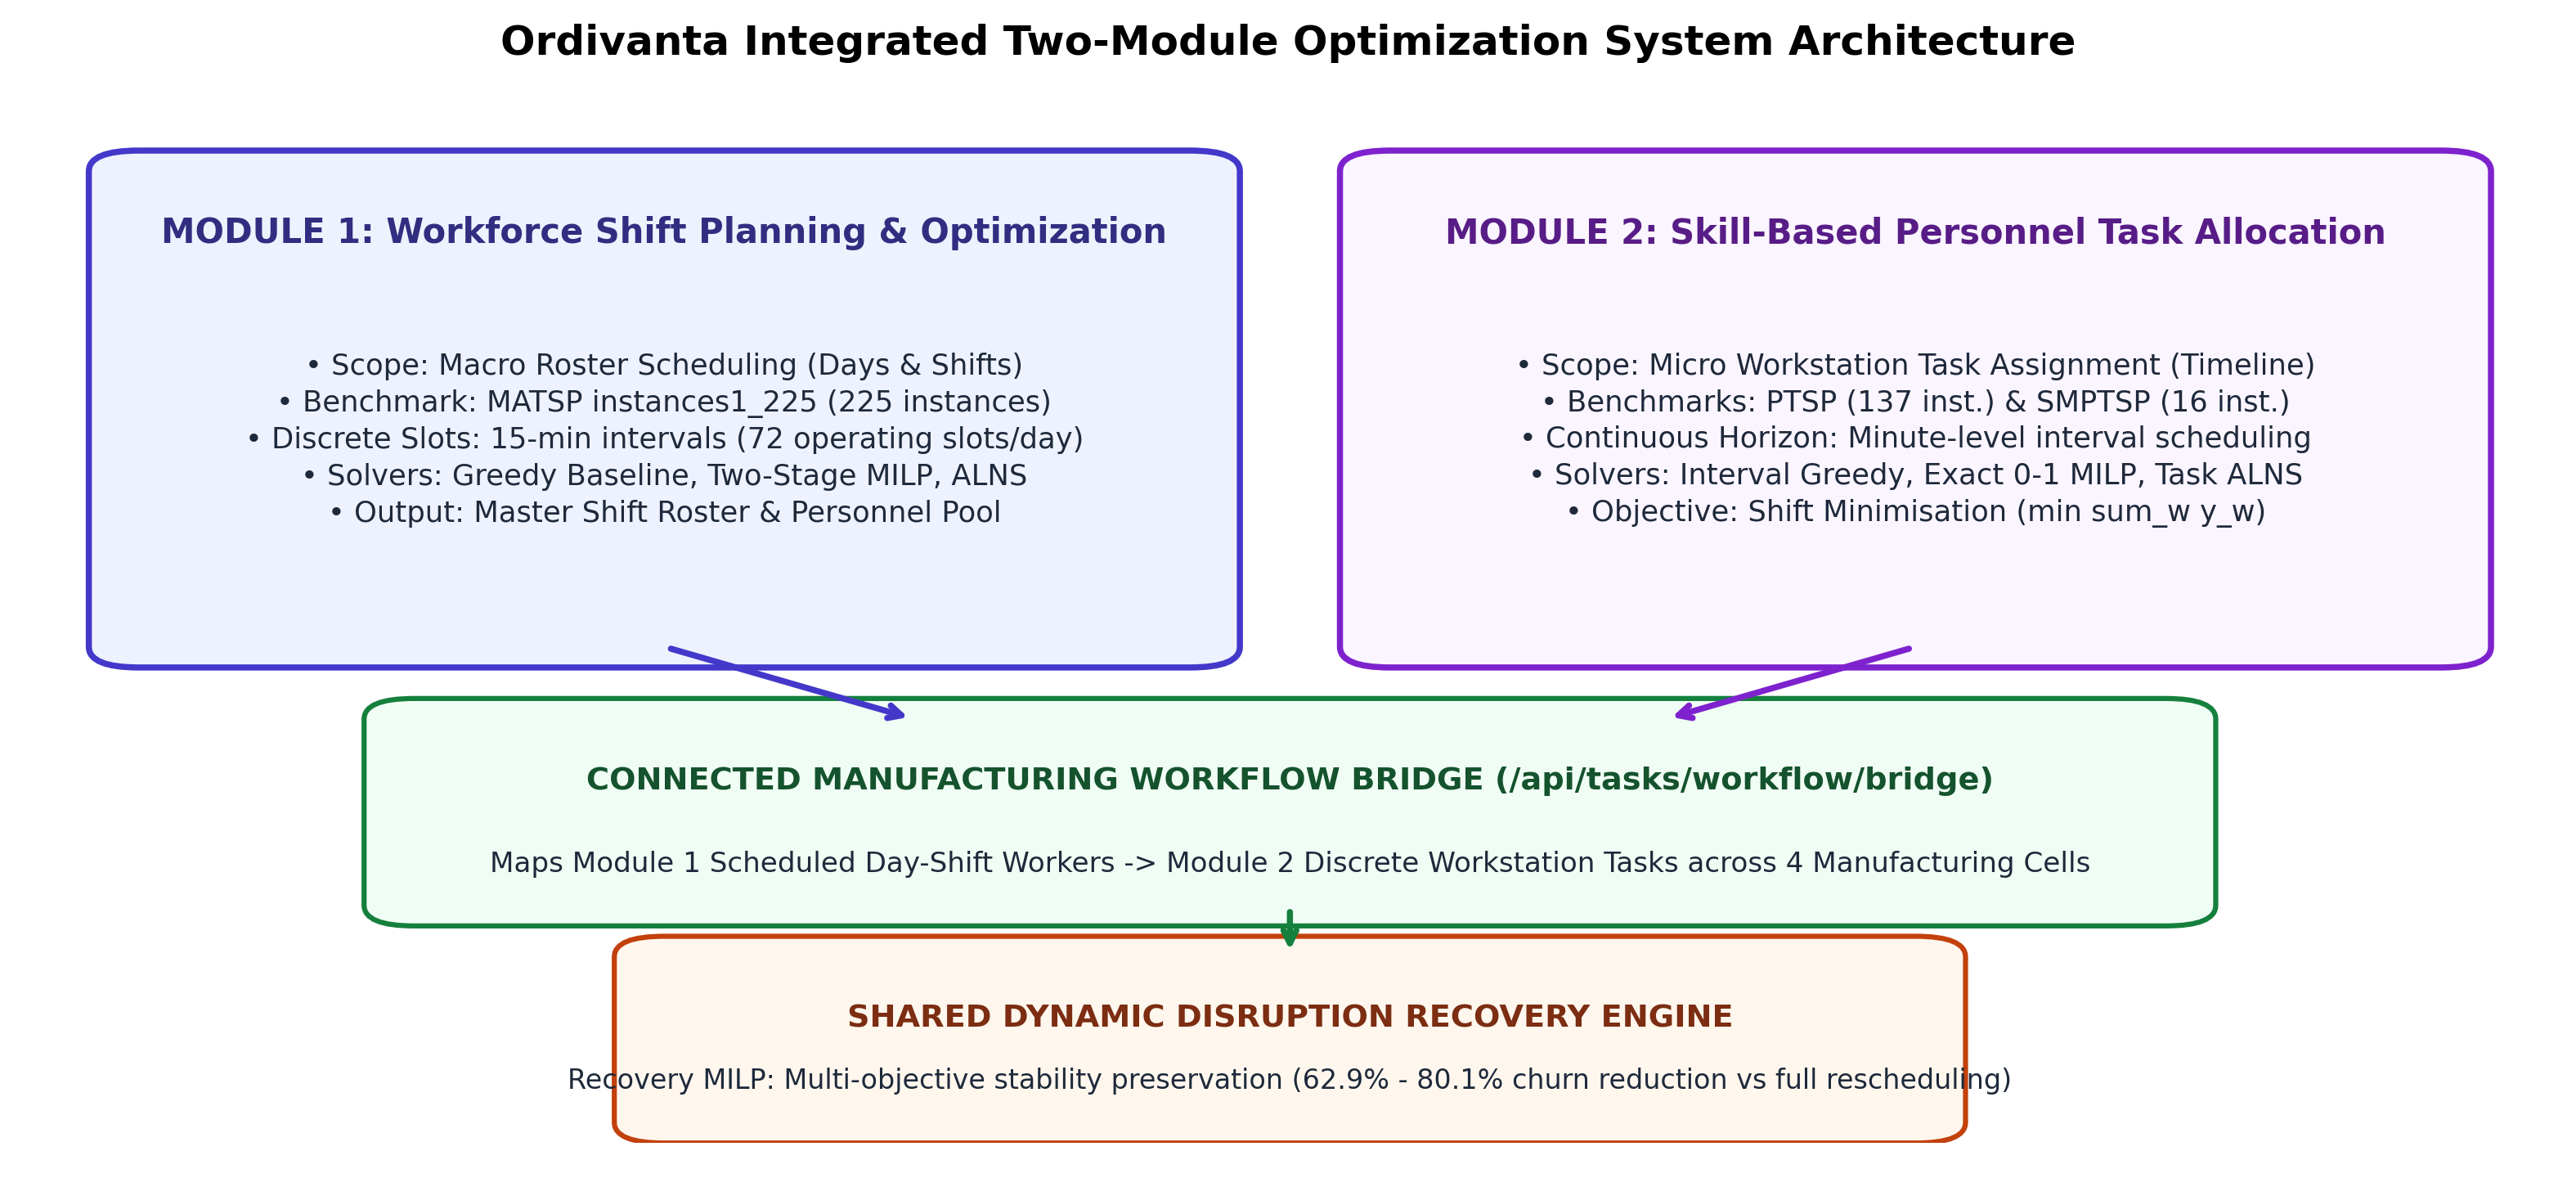 Ordivanta Integrated Two-Module Optimization System Architecture
MODULE 1: Workforce Shift Planning & Optimization
• Scope: Macro Roster Scheduling (Days & Shifts)
• Benchmark: MATSP instances1_225 (225 instances)
• Discrete Slots: 15-min intervals (72 operating slots/day)
• Solvers: Greedy Baseline, Two-Stage MILP, ALNS
• Output: Master Shift Roster & Personnel Pool
MODULE 2: Skill-Based Personnel Task Allocation
• Scope: Micro Workstation Task Assignment (Timeline)
• Benchmarks: PTSP (137 inst.) & SMPTSP (16 inst.)
• Continuous Horizon: Minute-level interval scheduling
• Solvers: Interval Greedy, Exact 0-1 MILP, Task ALNS
• Objective: Shift Minimisation (min sum_w y_w)
CONNECTED MANUFACTURING WORKFLOW BRIDGE (/api/tasks/workflow/bridge)
Maps Module 1 Scheduled Day-Shift Workers -> Module 2 Discrete Workstation Tasks across 4 Manufacturing Cells
SHARED DYNAMIC DISRUPTION RECOVERY ENGINE
Recovery MILP: Multi-objective stability preservation (62.9% - 80.1% churn reduction vs full rescheduling)